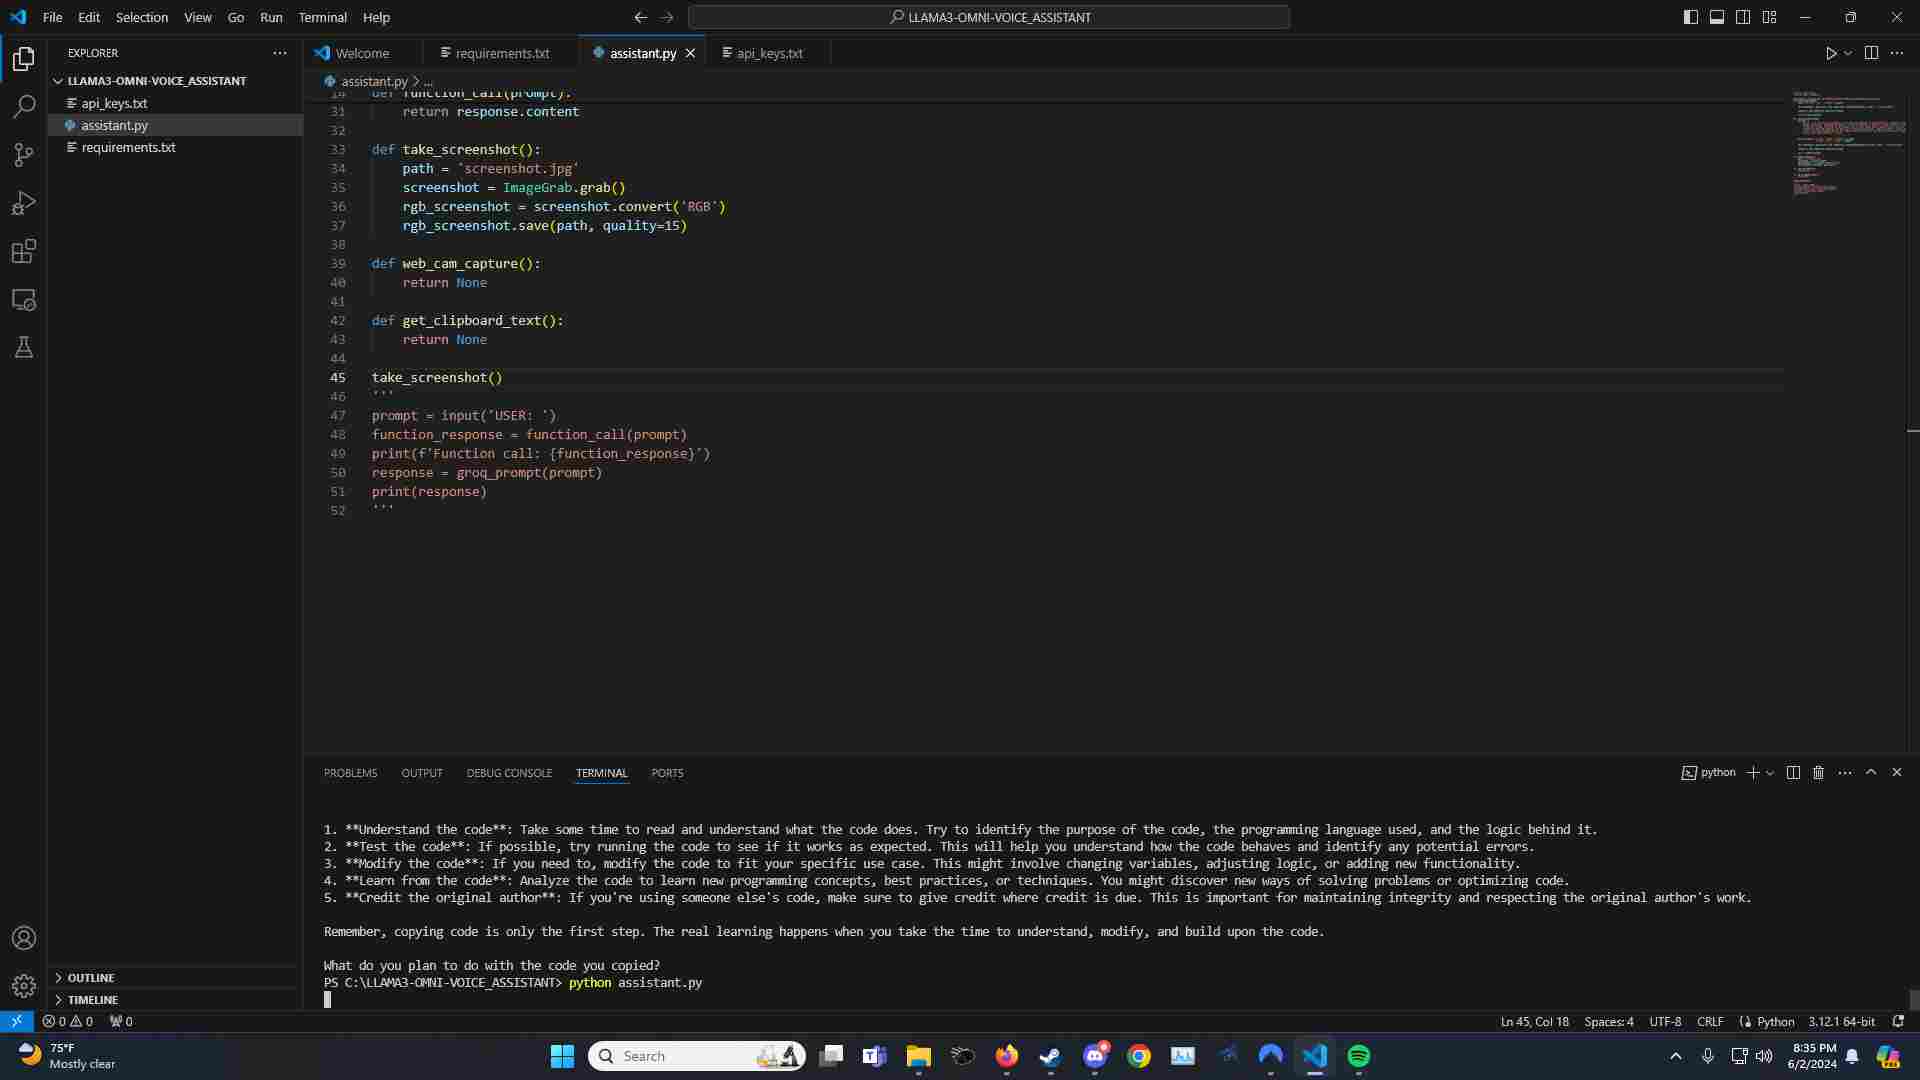 File Edit Selection View Go Run Terminal Help
LLAMA3-OMNI-VOICE_ASSISTANT
EXPLORER
LLAMA3-OMNI-VOICE_ASSISTANT
api_keys.txt
assistant.py
requirements.txt
OUTLINE
TIMELINE
Welcome requirements.txt assistant.py api_keys.txt
assistant.py > ...
14 def function_call(prompt):
31 return response.content
32
33 def take_screenshot():
34 path = 'screenshot.jpg'
35 screenshot = ImageGrab.grab()
36 rgb_screenshot = screenshot.convert('RGB')
37 rgb_screenshot.save(path, quality=15)
38
39 def web_cam_capture():
40 return None
41
42 def get_clipboard_text():
43 return None
44
45 take_screenshot()
46 '''
47 prompt = input('USER: ')
48 function_response = function_call(prompt)
49 print(f'Function call: {function_response}')
50 response = groq_prompt(prompt)
51 print(response)
52 '''
PROBLEMS OUTPUT DEBUG CONSOLE TERMINAL PORTS
python
1. **Understand the code**: Take some time to read and understand what the code does. Try to identify the purpose of the code, the programming language used, and the logic behind it.
2. **Test the code**: If possible, try running the code to see if it works as expected. This will help you understand how the code behaves and identify any potential errors.
3. **Modify the code**: If you need to, modify the code to fit your specific use case. This might involve changing variables, adjusting logic, or adding new functionality.
4. **Learn from the code**: Analyze the code to learn new programming concepts, best practices, or techniques. You might discover new ways of solving problems or optimizing code.
5. **Credit the original author**: If you're using someone else's code, make sure to give credit where credit is due. This is important for maintaining integrity and respecting the original author's work.
Remember, copying code is only the first step. The real learning happens when you take the time to understand, modify, and build upon the code.
What do you plan to do with the code you copied?
PS C:\LLAMA3-OMNI-VOICE_ASSISTANT> python assistant.py
0 0 0
Ln 45, Col 18 Spaces: 4 UTF-8 CRLF Python 3.12.1 64-bit
75°F
Mostly clear
Search
8:35 PM
6/2/2024